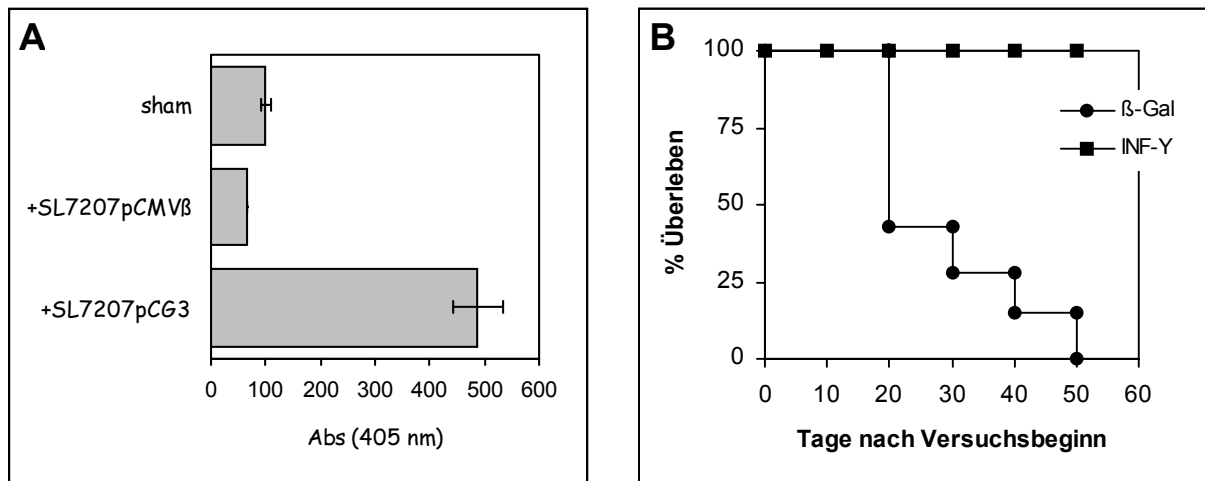 A
sham
+SL7207pCMVß
+SL7207pCG3
0 100 200 300 400 500 600
Abs (405 nm)
B
% Überleben
100
75
50
25
0
0 10 20 30 40 50 60
Tage nach Versuchsbeginn
ß-Gal
INF-Y